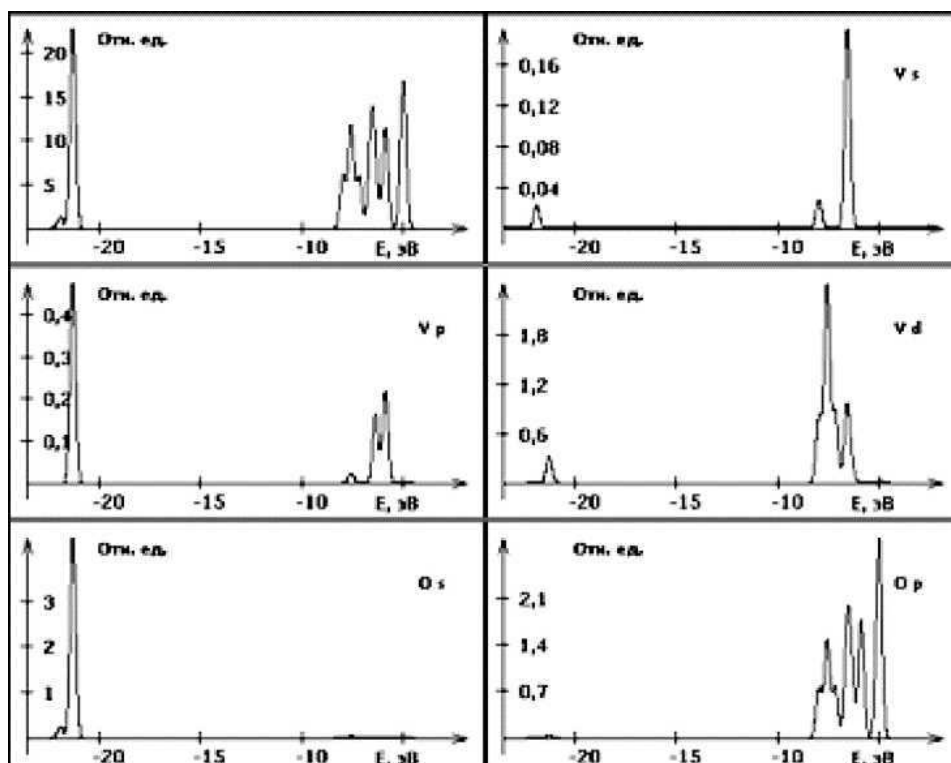 Отн. ед.
20
15
10
5
-20 -15 -10 E, эВ
Отн. ед.
V s
0,16
0,12
0,08
0,04
-20 -15 -10 E, эВ
Отн. ед.
V p
0,4
0,3
0,2
0,1
-20 -15 -10 E, эВ
Отн. ед.
V d
1,8
1,2
0,6
-20 -15 -10 E, эВ
Отн. ед.
O s
3
2
1
-20 -15 -10 E, эВ
Отн. ед.
O p
2,1
1,4
0,7
-20 -15 -10 E, эВ